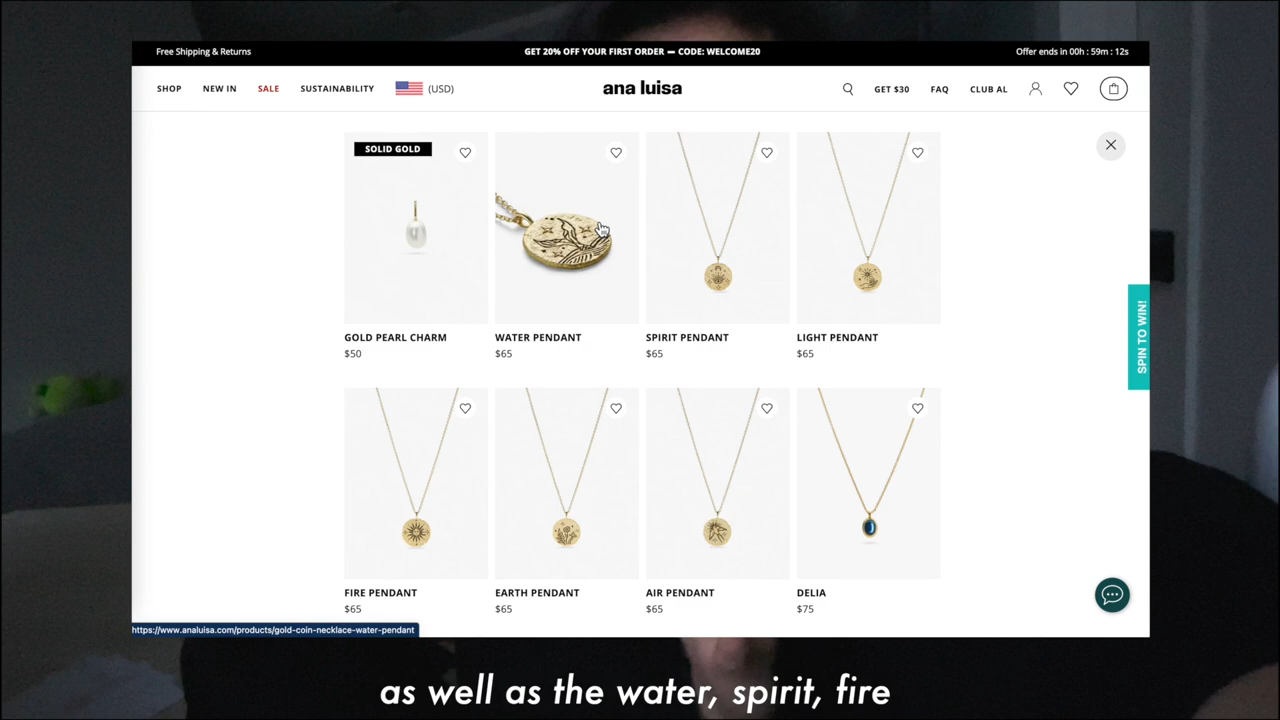 Free Shipping & Returns
GET 20% OFF YOUR FIRST ORDER — CODE: WELCOME20
Offer ends in 00h : 59m : 12s
SHOP
NEW IN
SALE
SUSTAINABILITY
(USD)
ana luisa
GET $30
FAQ
CLUB AL
SOLID GOLD
GOLD PEARL CHARM
$50
WATER PENDANT
$65
SPIRIT PENDANT
$65
LIGHT PENDANT
$65
SPIN TO WIN!
FIRE PENDANT
$65
EARTH PENDANT
$65
AIR PENDANT
$65
DELIA
$75
https://www.analuisa.com/products/gold-coin-necklace-water-pendant
as well as the water, spirit, fire